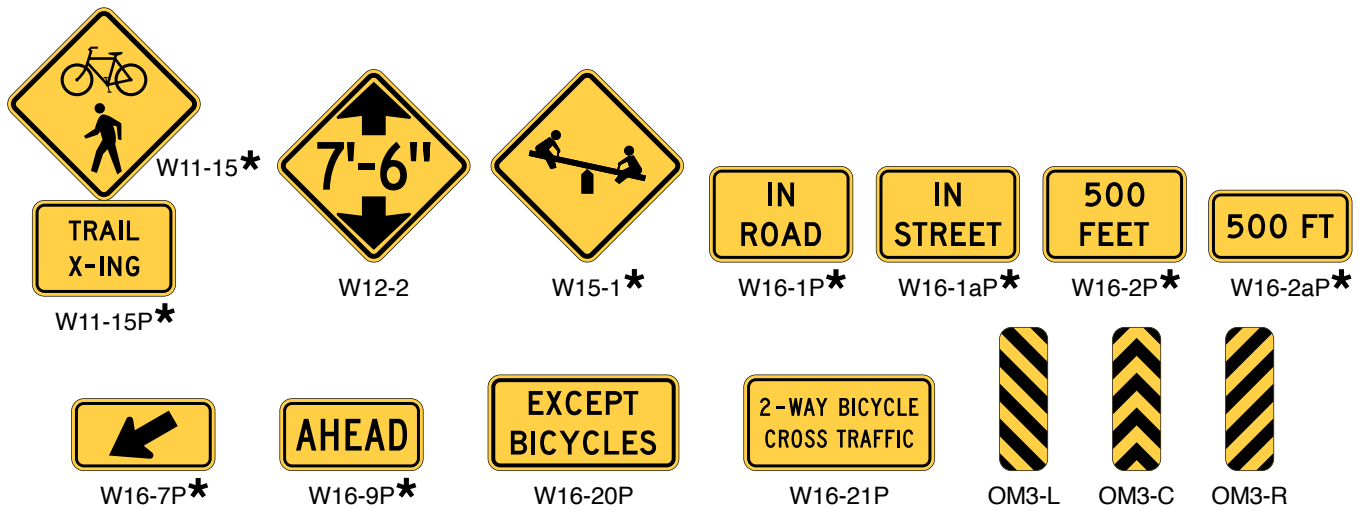 W11-15*
TRAIL
X-ING
W11-15P*
7'-6"
W12-2
W15-1*
IN
ROAD
W16-1P*
IN
STREET
W16-1aP*
500
FEET
W16-2P*
500 FT
W16-2aP*
W16-7P*
AHEAD
W16-9P*
EXCEPT
BICYCLES
W16-20P
2-WAY BICYCLE
CROSS TRAFFIC
W16-21P
OM3-L
OM3-C
OM3-R